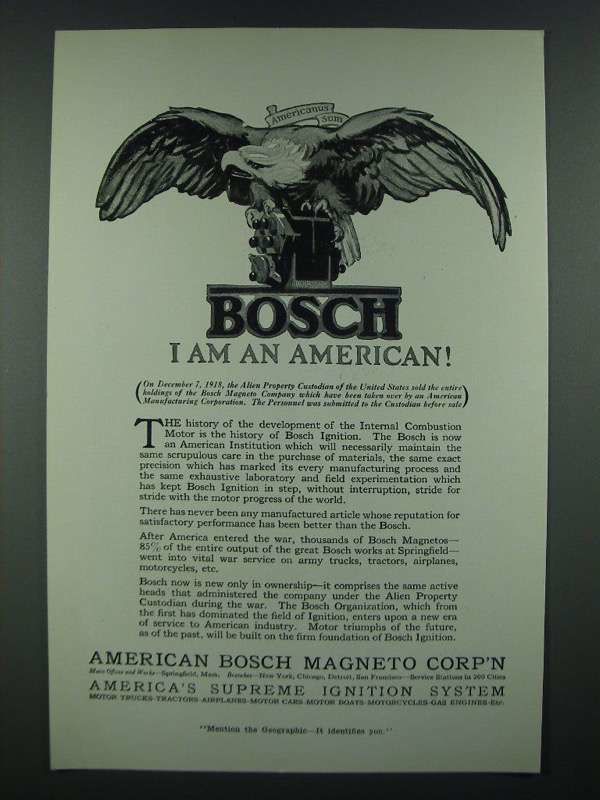 Americanus
Sum
BOSCH
I AM AN AMERICAN!
(On December 7, 1918, the Alien Property Custodian of the United States sold the entire
holdings of the Bosch Magneto Company which have been taken over by an American
Manufacturing Corporation. The Personnel was submitted to the Custodian before sale)
THE history of the development of the Internal Combustion
Motor is the history of Bosch Ignition. The Bosch is now
an American Institution which will necessarily maintain the
same scrupulous care in the purchase of materials, the same exact
precision which has marked its every manufacturing process and
the same exhaustive laboratory and field experimentation which
has kept Bosch Ignition in step, without interruption, stride for
stride with the motor progress of the world.
There has never been any manufactured article whose reputation for
satisfactory performance has been better than the Bosch.
After America entered the war, thousands of Bosch Magnetos—
85% of the entire output of the great Bosch works at Springfield—
went into vital war service on army trucks, tractors, airplanes,
motorcycles, etc.
Bosch now is new only in ownership—it comprises the same active
heads that administered the company under the Alien Property
Custodian during the war. The Bosch Organization, which from
the first has dominated the field of Ignition, enters upon a new era
of service to American industry. Motor triumphs of the future,
as of the past, will be built on the firm foundation of Bosch Ignition.
AMERICAN BOSCH MAGNETO CORP'N
Main Offices and Works—Springfield, Mass. Branches—New York, Chicago, Detroit, San Francisco—Service Stations in 200 Cities
AMERICA'S SUPREME IGNITION SYSTEM
MOTOR TRUCKS-TRACTORS-AIRPLANES-MOTOR CARS-MOTOR BOATS-MOTORCYCLES-GAS ENGINES-Etc.
"Mention the Geographic—It identifies you."